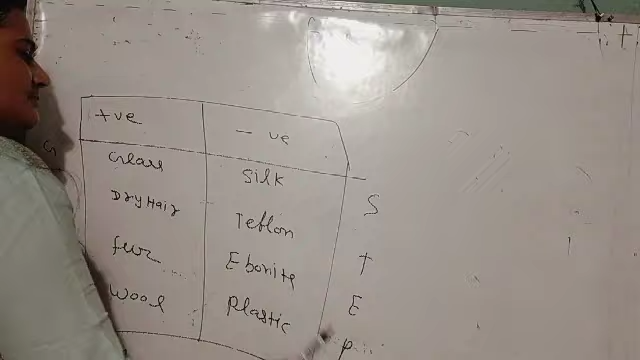 +ve - ve
Glass Silk S
Dry Hair Teflon T
fur Ebonite E
Wool Plastic P